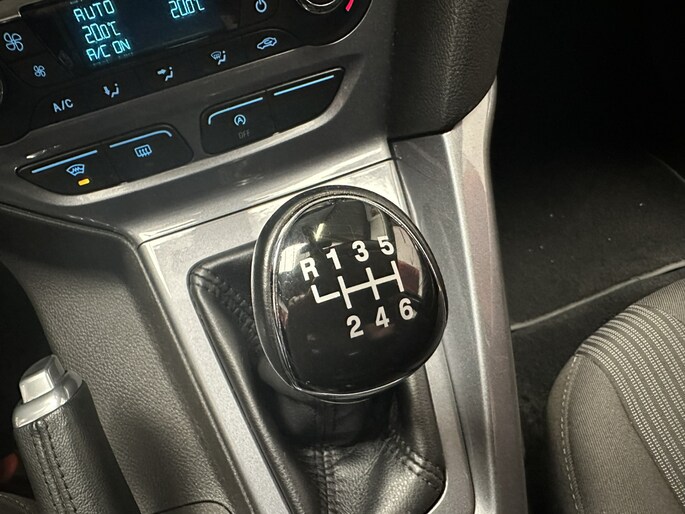 AUTO 20.0°C
20.0°C
A/C ON
A/C
A
OFF
R 1 3 5
2 4 6